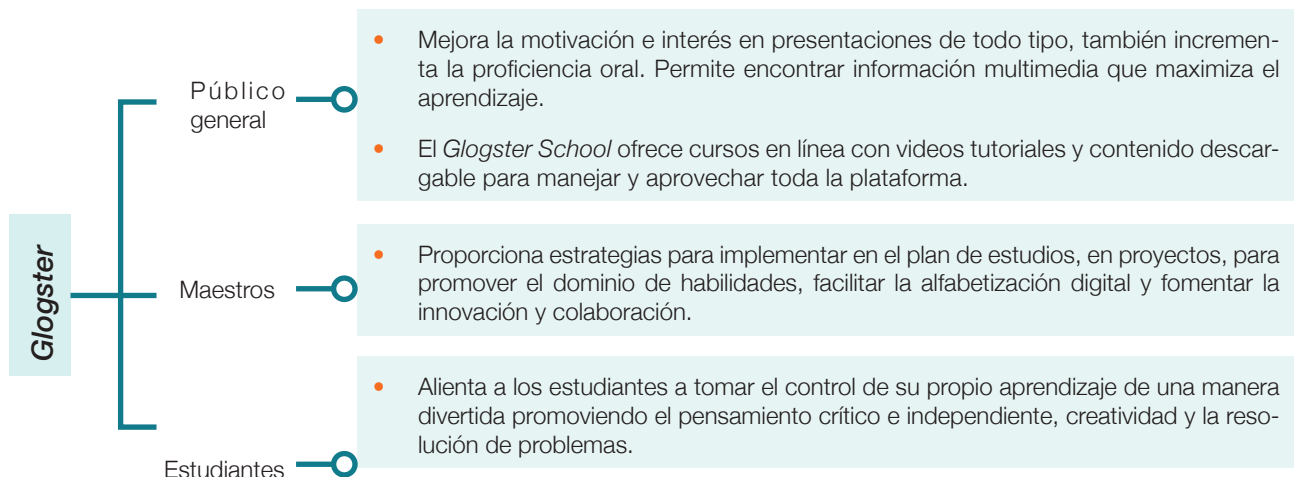 Glogster
Público
general
• Mejora la motivación e interés en presentaciones de todo tipo, también incremen-
ta la proficiencia oral. Permite encontrar información multimedia que maximiza el
aprendizaje.
• El Glogster School ofrece cursos en línea con videos tutoriales y contenido descar-
gable para manejar y aprovechar toda la plataforma.
Maestros
• Proporciona estrategias para implementar en el plan de estudios, en proyectos, para
promover el dominio de habilidades, facilitar la alfabetización digital y fomentar la
innovación y colaboración.
Estudiantes
• Alienta a los estudiantes a tomar el control de su propio aprendizaje de una manera
divertida promoviendo el pensamiento crítico e independiente, creatividad y la reso-
lución de problemas.